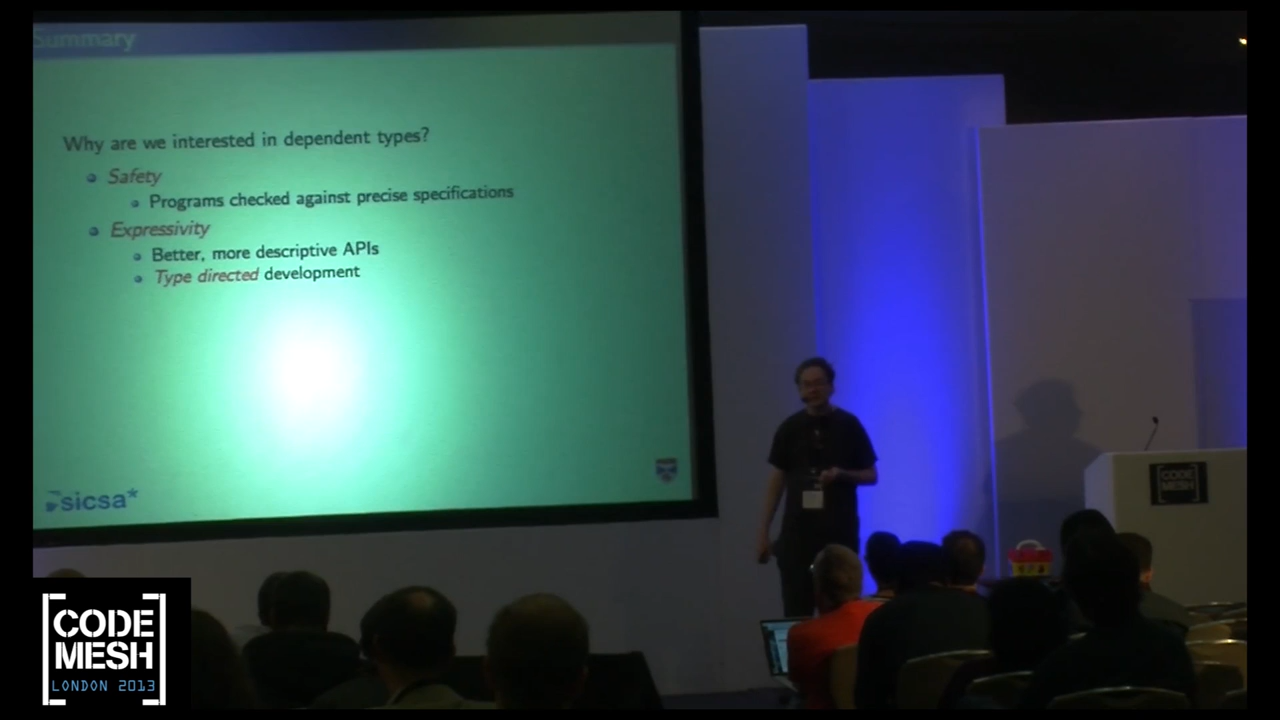 Summary
Why are we interested in dependent types?
Safety
Programs checked against precise specifications
Expressivity
Better, more descriptive APIs
Type directed development
sicsa*
CODE
MESH
CODE
MESH
LONDON 2013